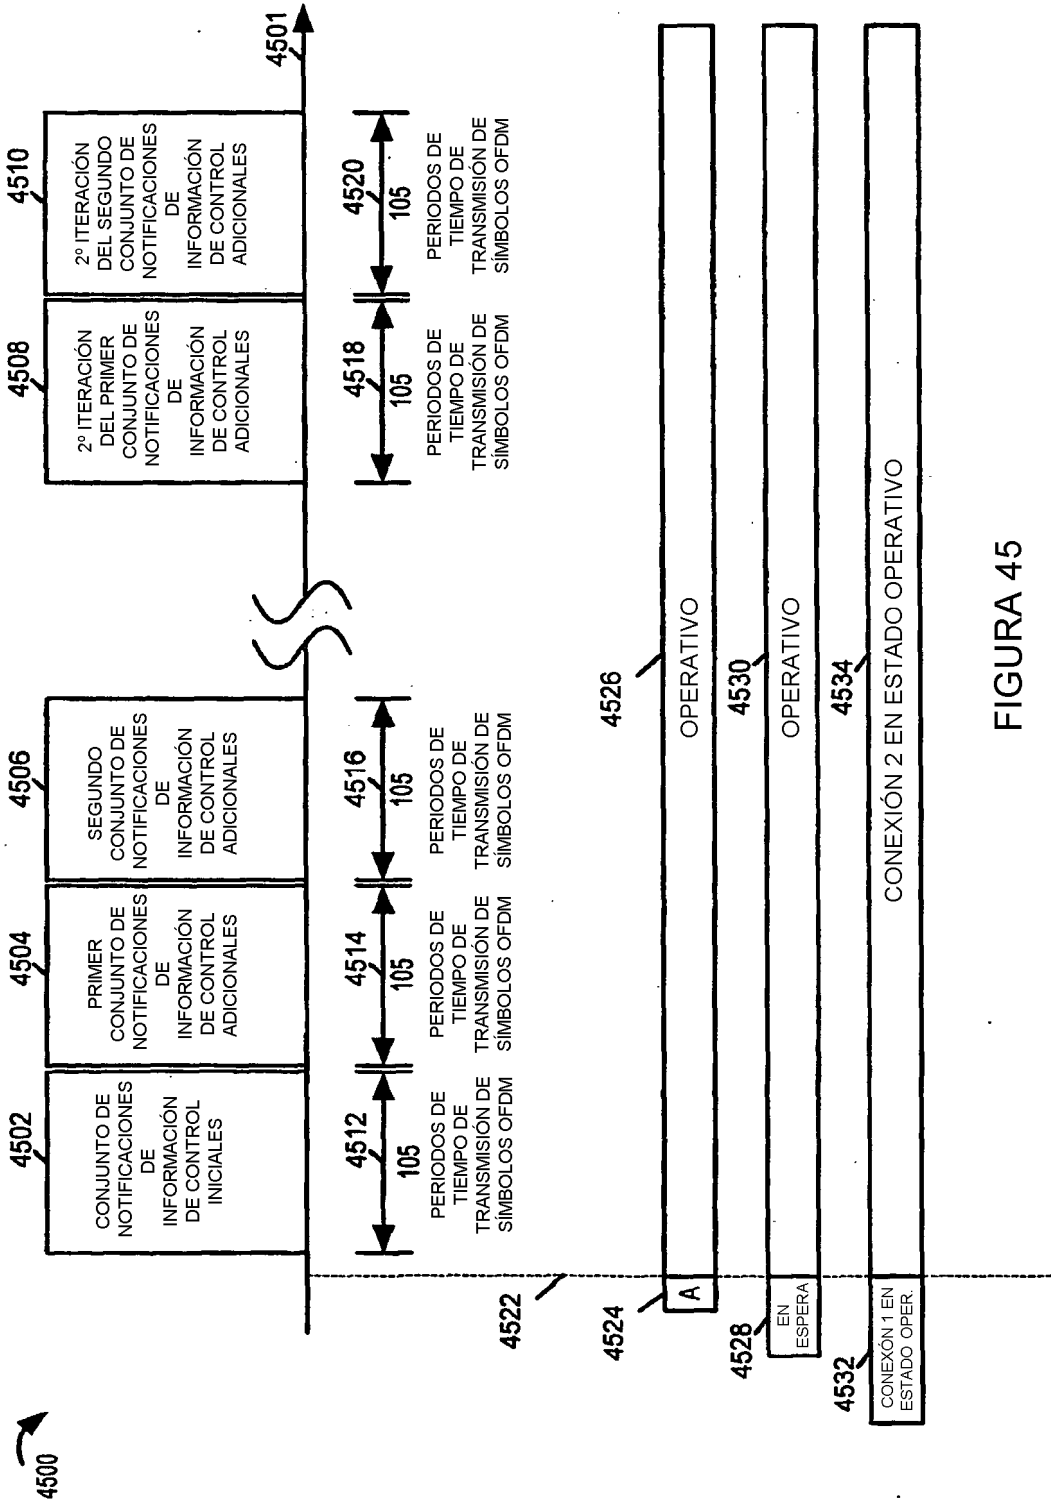 4500
4502
CONJUNTO DE
NOTIFICACIONES
DE
INFORMACIÓN
DE CONTROL
INICIALES
4504
PRIMER
CONJUNTO DE
NOTIFICACIONES
DE
INFORMACIÓN
DE CONTROL
ADICIONALES
4506
SEGUNDO
CONJUNTO DE
NOTIFICACIONES
DE
INFORMACIÓN
DE CONTROL
ADICIONALES
4508
2º ITERACIÓN
DEL PRIMER
CONJUNTO DE
NOTIFICACIONES
DE
INFORMACIÓN
DE CONTROL
ADICIONALES
4510
2º ITERACIÓN
DEL SEGUNDO
CONJUNTO DE
NOTIFICACIONES
DE
INFORMACIÓN
DE CONTROL
ADICIONALES
4501
4512
105
PERIODOS DE
TIEMPO DE
TRANSMISIÓN DE
SÍMBOLOS OFDM
4514
105
PERIODOS DE
TIEMPO DE
TRANSMISIÓN DE
SÍMBOLOS OFDM
4516
105
PERIODOS DE
TIEMPO DE
TRANSMISIÓN DE
SÍMBOLOS OFDM
4518
105
PERIODOS DE
TIEMPO DE
TRANSMISIÓN DE
SÍMBOLOS OFDM
4520
105
PERIODOS DE
TIEMPO DE
TRANSMISIÓN DE
SÍMBOLOS OFDM
4522
4524
A
4526
OPERATIVO
4528
EN
ESPERA
4530
OPERATIVO
4532
CONEXÓN 1 EN
ESTADO OPER.
4534
CONEXIÓN 2 EN ESTADO OPERATIVO
FIGURA 45